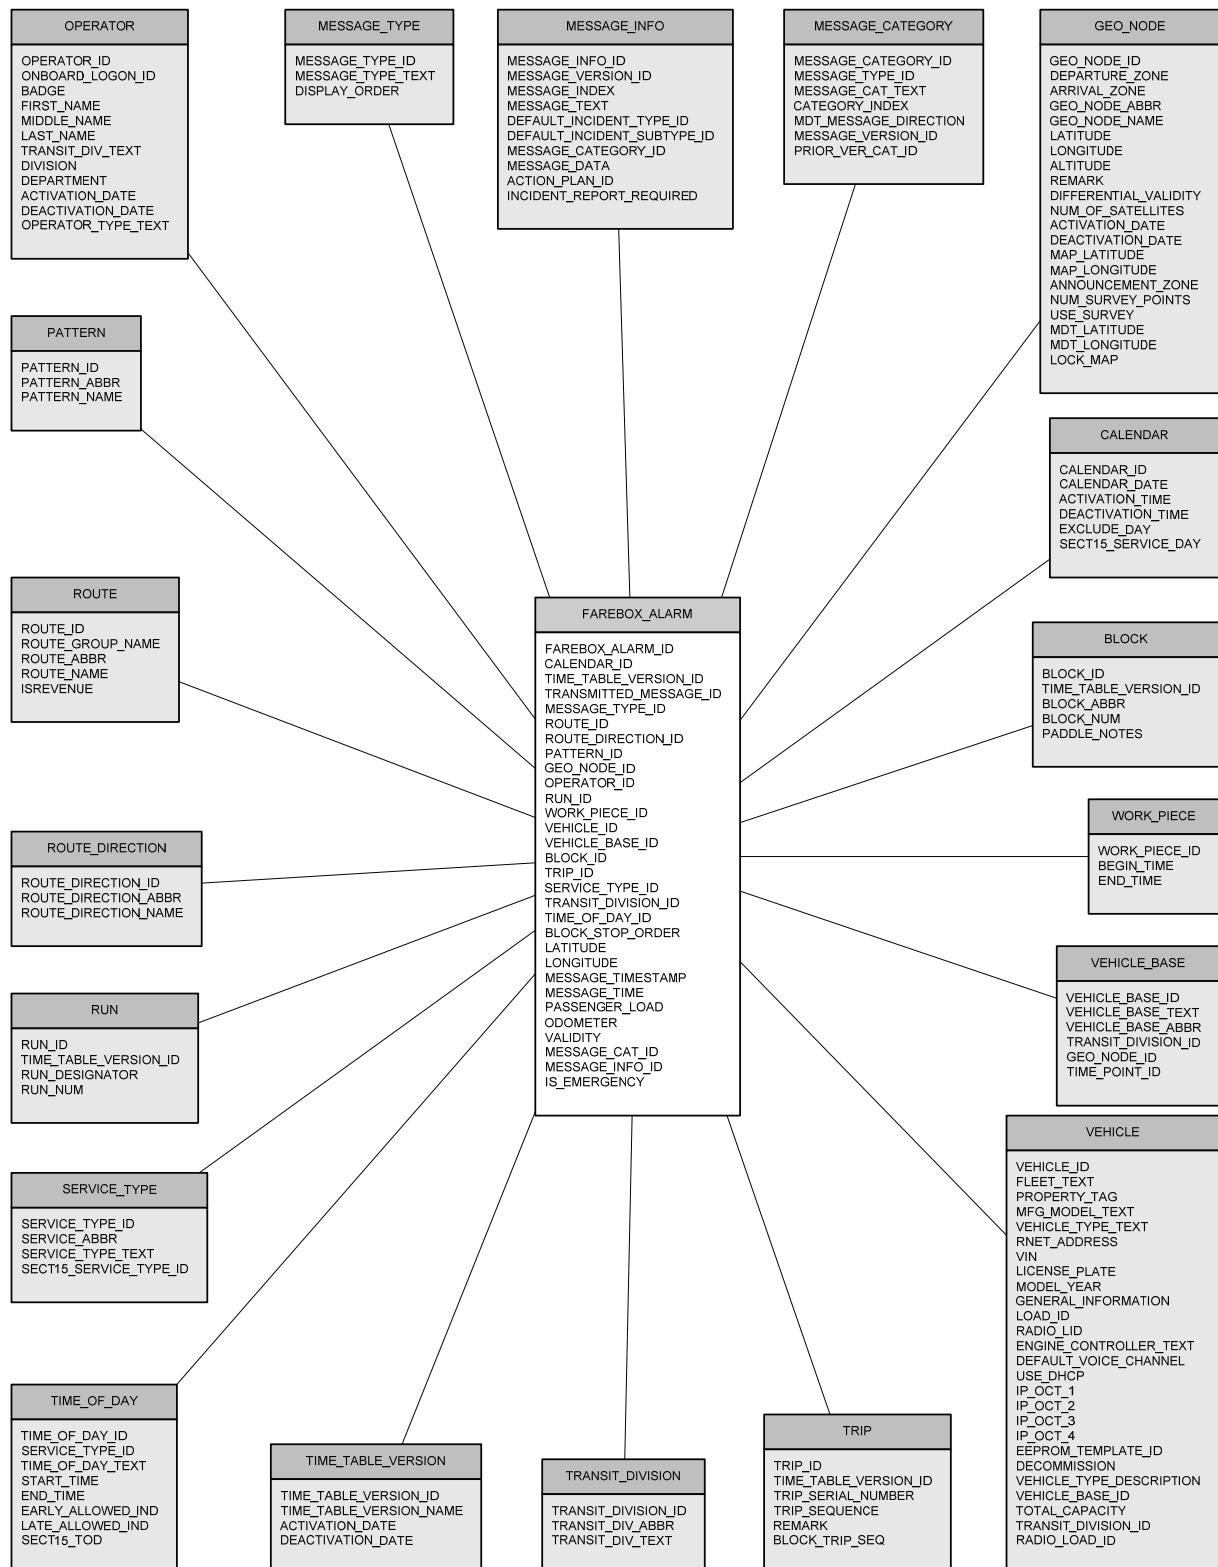 OPERATOR
OPERATOR_ID
ONBOARD_LOGON_ID
BADGE
FIRST_NAME
MIDDLE_NAME
LAST_NAME
TRANSIT_DIV_TEXT
DIVISION
DEPARTMENT
ACTIVATION_DATE
DEACTIVATION_DATE
OPERATOR_TYPE_TEXT
MESSAGE_TYPE
MESSAGE_TYPE_ID
MESSAGE_TYPE_TEXT
DISPLAY_ORDER
MESSAGE_INFO
MESSAGE_INFO_ID
MESSAGE_VERSION_ID
MESSAGE_INDEX
MESSAGE_TEXT
DEFAULT_INCIDENT_TYPE_ID
DEFAULT_INCIDENT_SUBTYPE_ID
MESSAGE_CATEGORY_ID
MESSAGE_DATA
ACTION_PLAN_ID
INCIDENT_REPORT_REQUIRED
MESSAGE_CATEGORY
MESSAGE_CATEGORY_ID
MESSAGE_TYPE_ID
MESSAGE_CAT_TEXT
CATEGORY_INDEX
MDT_MESSAGE_DIRECTION
MESSAGE_VERSION_ID
PRIOR_VER_CAT_ID
GEO_NODE
GEO_NODE_ID
DEPARTURE_ZONE
ARRIVAL_ZONE
GEO_NODE_ABBR
GEO_NODE_NAME
LATITUDE
LONGITUDE
ALTITUDE
REMARK
DIFFERENTIAL_VALIDITY
NUM_OF_SATELLITES
ACTIVATION_DATE
DEACTIVATION_DATE
MAP_LATITUDE
MAP_LONGITUDE
ANNOUNCEMENT_ZONE
NUM_SURVEY_POINTS
USE_SURVEY
MDT_LATITUDE
MDT_LONGITUDE
LOCK_MAP
PATTERN
PATTERN_ID
PATTERN_ABBR
PATTERN_NAME
CALENDAR
CALENDAR_ID
CALENDAR_DATE
ACTIVATION_TIME
DEACTIVATION_TIME
EXCLUDE_DAY
SECT15_SERVICE_DAY
ROUTE
ROUTE_ID
ROUTE_GROUP_NAME
ROUTE_ABBR
ROUTE_NAME
ISREVENUE
FAREBOX_ALARM
FAREBOX_ALARM_ID
CALENDAR_ID
TIME_TABLE_VERSION_ID
TRANSMITTED_MESSAGE_ID
MESSAGE_TYPE_ID
ROUTE_ID
ROUTE_DIRECTION_ID
PATTERN_ID
GEO_NODE_ID
OPERATOR_ID
RUN_ID
WORK_PIECE_ID
VEHICLE_ID
VEHICLE_BASE_ID
BLOCK_ID
TRIP_ID
SERVICE_TYPE_ID
TRANSIT_DIVISION_ID
TIME_OF_DAY_ID
BLOCK_STOP_ORDER
LATITUDE
LONGITUDE
MESSAGE_TIMESTAMP
MESSAGE_TIME
PASSENGER_LOAD
ODOMETER
VALIDITY
MESSAGE_CAT_ID
MESSAGE_INFO_ID
IS_EMERGENCY
BLOCK
BLOCK_ID
TIME_TABLE_VERSION_ID
BLOCK_ABBR
BLOCK_NUM
PADDLE_NOTES
WORK_PIECE
WORK_PIECE_ID
BEGIN_TIME
END_TIME
ROUTE_DIRECTION
ROUTE_DIRECTION_ID
ROUTE_DIRECTION_ABBR
ROUTE_DIRECTION_NAME
VEHICLE_BASE
VEHICLE_BASE_ID
VEHICLE_BASE_TEXT
VEHICLE_BASE_ABBR
TRANSIT_DIVISION_ID
GEO_NODE_ID
TIME_POINT_ID
RUN
RUN_ID
TIME_TABLE_VERSION_ID
RUN_DESIGNATOR
RUN_NUM
VEHICLE
VEHICLE_ID
FLEET_TEXT
PROPERTY_TAG
MFG_MODEL_TEXT
VEHICLE_TYPE_TEXT
RNET_ADDRESS
VIN
LICENSE_PLATE
MODEL_YEAR
GENERAL_INFORMATION
LOAD_ID
RADIO_LID
ENGINE_CONTROLLER_TEXT
DEFAULT_VOICE_CHANNEL
USE_DHCP
IP_OCT_1
IP_OCT_2
IP_OCT_3
IP_OCT_4
EEPROM_TEMPLATE_ID
DECOMMISSION
VEHICLE_TYPE_DESCRIPTION
VEHICLE_BASE_ID
TOTAL_CAPACITY
TRANSIT_DIVISION_ID
RADIO_LOAD_ID
SERVICE_TYPE
SERVICE_TYPE_ID
SERVICE_ABBR
SERVICE_TYPE_TEXT
SECT15_SERVICE_TYPE_ID
TIME_OF_DAY
TIME_OF_DAY_ID
SERVICE_TYPE_ID
TIME_OF_DAY_TEXT
START_TIME
END_TIME
EARLY_ALLOWED_IND
LATE_ALLOWED_IND
SECT15_TOD
TIME_TABLE_VERSION
TIME_TABLE_VERSION_ID
TIME_TABLE_VERSION_NAME
ACTIVATION_DATE
DEACTIVATION_DATE
TRANSIT_DIVISION
TRANSIT_DIVISION_ID
TRANSIT_DIV_ABBR
TRANSIT_DIV_TEXT
TRIP
TRIP_ID
TIME_TABLE_VERSION_ID
TRIP_SERIAL_NUMBER
TRIP_SEQUENCE
REMARK
BLOCK_TRIP_SEQ